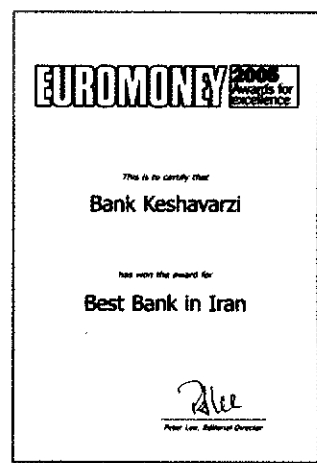 EUROMONEY
Awards for
excellence
This is to certify that
Bank Keshavarzi
has won the award for
Best Bank in Iran
Peter Lee, Editorial Director